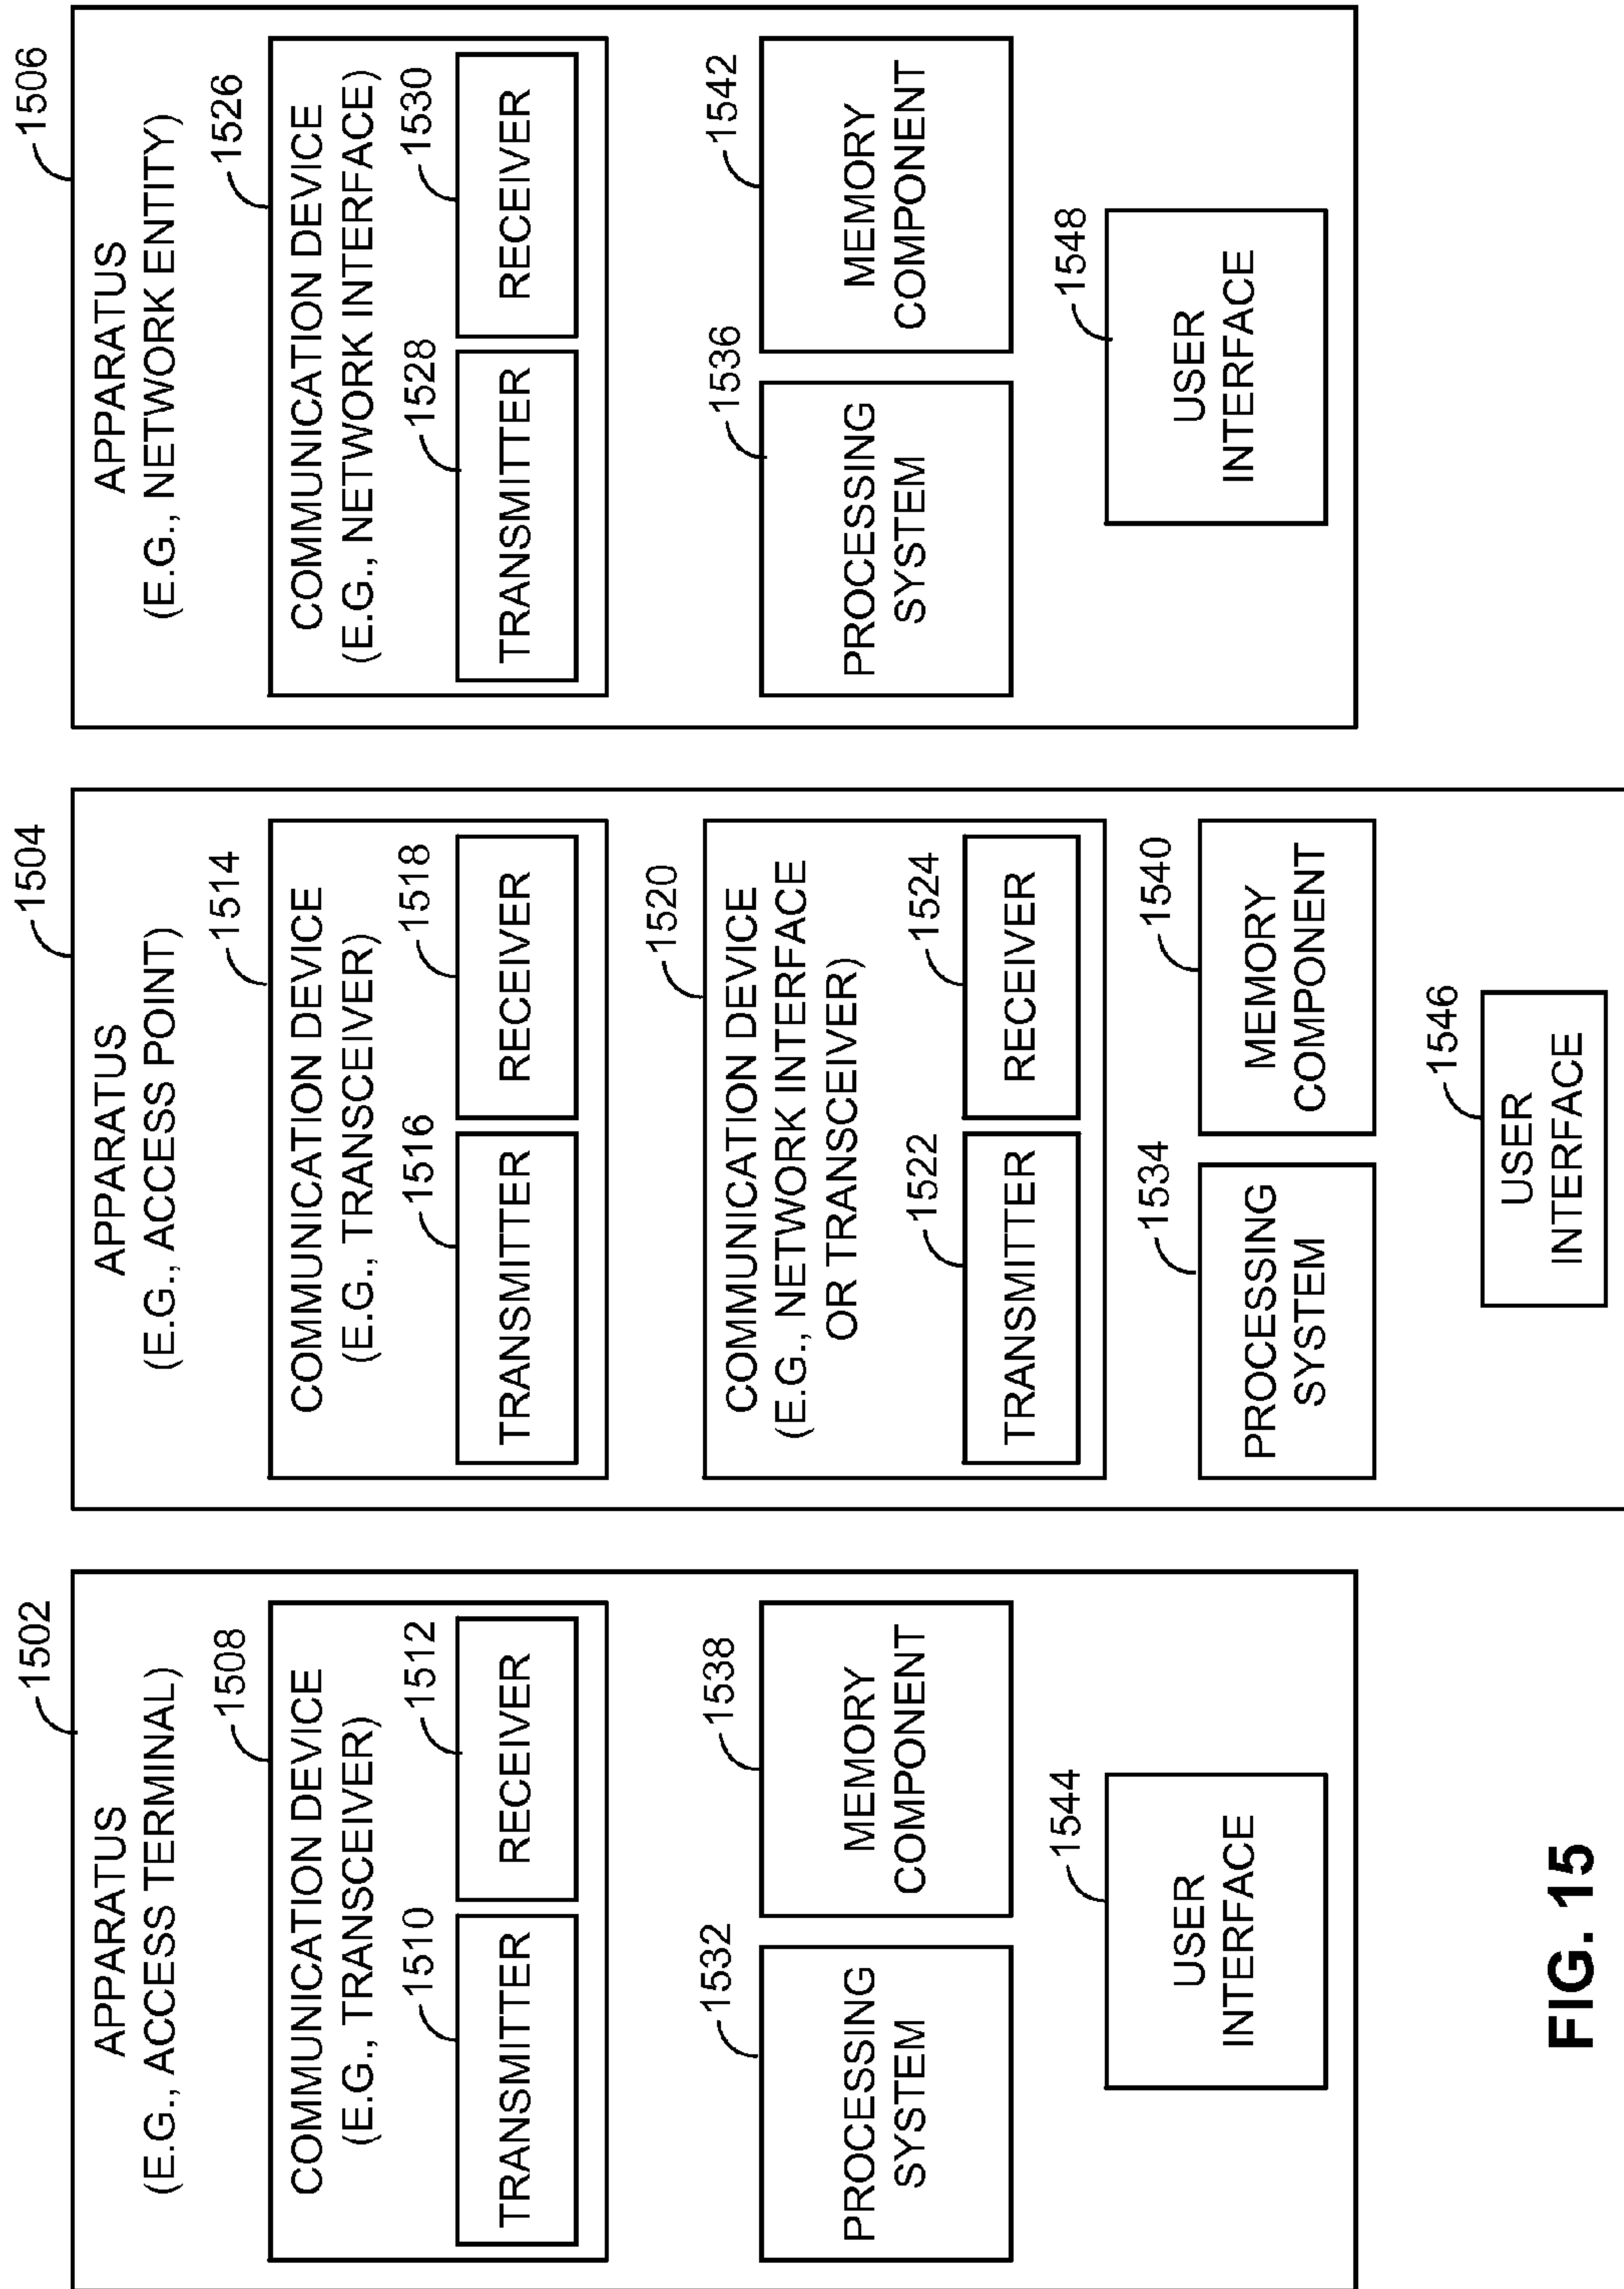 1502
APPARATUS
(E.G., ACCESS TERMINAL)
1508
COMMUNICATION DEVICE
(E.G., TRANSCEIVER)
1510
1512
TRANSMITTER
RECEIVER
1532
1538
PROCESSING
SYSTEM
MEMORY
COMPONENT
1544
USER
INTERFACE
1504
APPARATUS
(E.G., ACCESS POINT)
1514
COMMUNICATION DEVICE
(E.G., TRANSCEIVER)
1516
1518
TRANSMITTER
RECEIVER
1520
COMMUNICATION DEVICE
(E.G., NETWORK INTERFACE
OR TRANSCEIVER)
1522
1524
TRANSMITTER
RECEIVER
1534
1540
PROCESSING
SYSTEM
MEMORY
COMPONENT
1546
USER
INTERFACE
1506
APPARATUS
(E.G., NETWORK ENTITY)
1526
COMMUNICATION DEVICE
(E.G., NETWORK INTERFACE)
1528
1530
TRANSMITTER
RECEIVER
1536
1542
PROCESSING
SYSTEM
MEMORY
COMPONENT
1548
USER
INTERFACE
FIG. 15